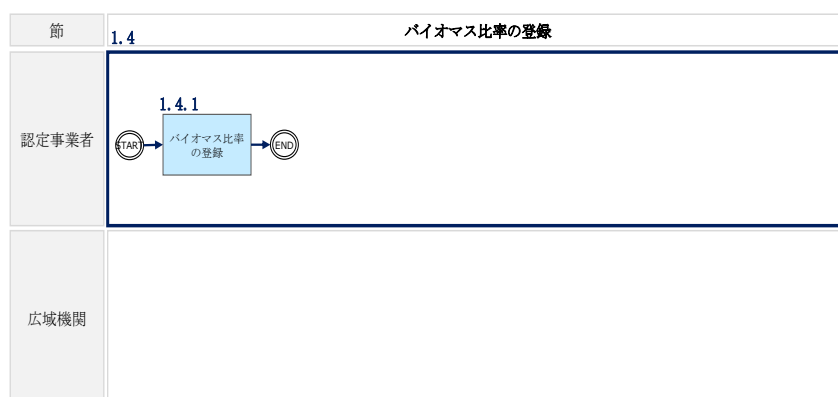 節
1.4
バイオマス比率の登録
認定事業者
1.4.1
START
バイオマス比率
の登録
END
広域機関